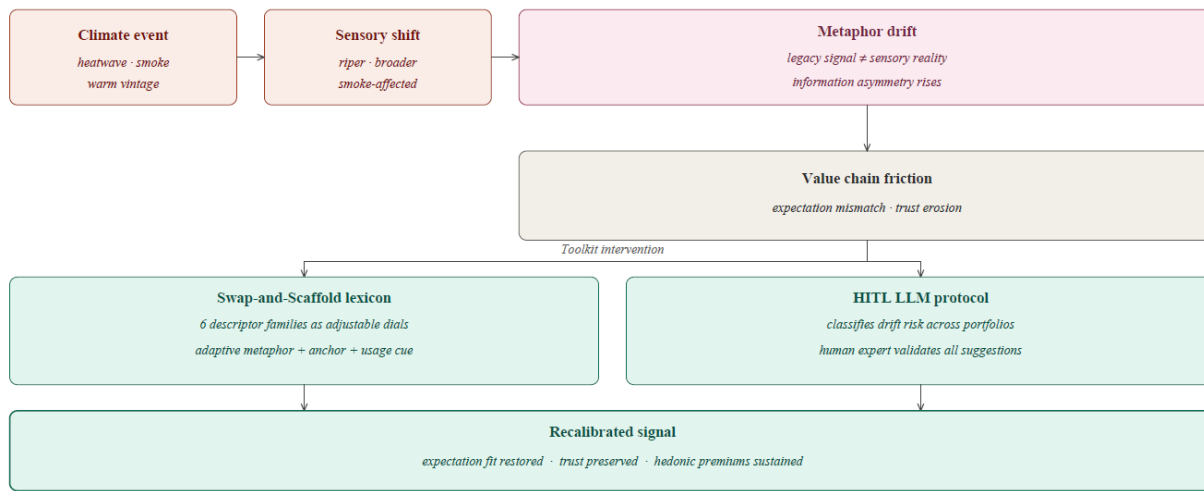 Climate event
heatwave · smoke
warm vintage
Sensory shift
riper · broader
smoke-affected
Metaphor drift
legacy signal ≠ sensory reality
information asymmetry rises
Value chain friction
expectation mismatch · trust erosion
Toolkit intervention
Swap-and-Scaffold lexicon
6 descriptor families as adjustable dials
adaptive metaphor + anchor + usage cue
HITL LLM protocol
classifies drift risk across portfolios
human expert validates all suggestions
Recalibrated signal
expectation fit restored · trust preserved · hedonic premiums sustained